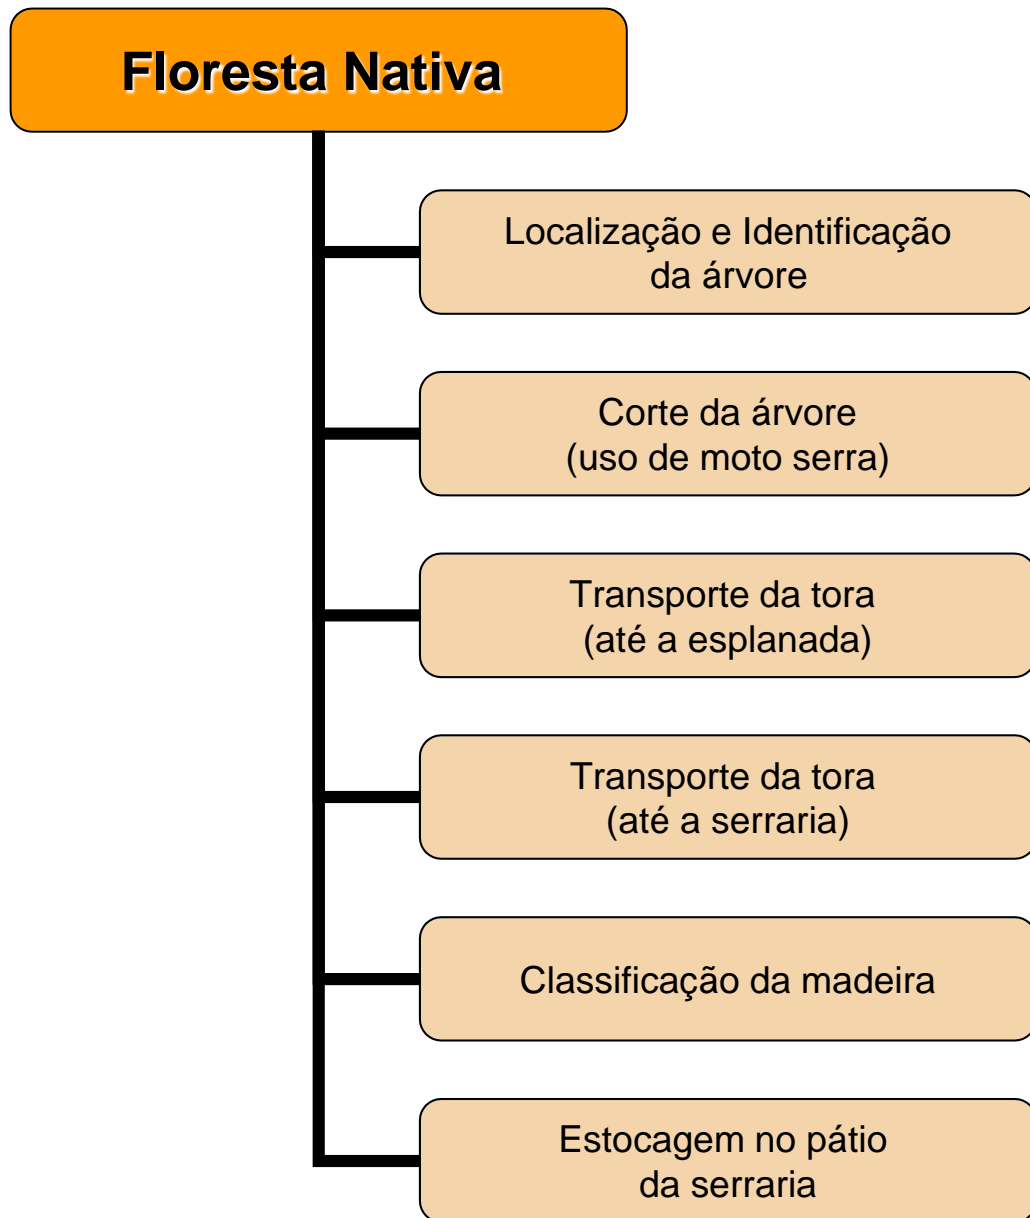 Floresta Nativa
Localização e Identificação
da árvore
Corte da árvore
(uso de moto serra)
Transporte da tora
(até a esplanada)
Transporte da tora
(até a serraria)
Classificação da madeira
Estocagem no pátio
da serraria